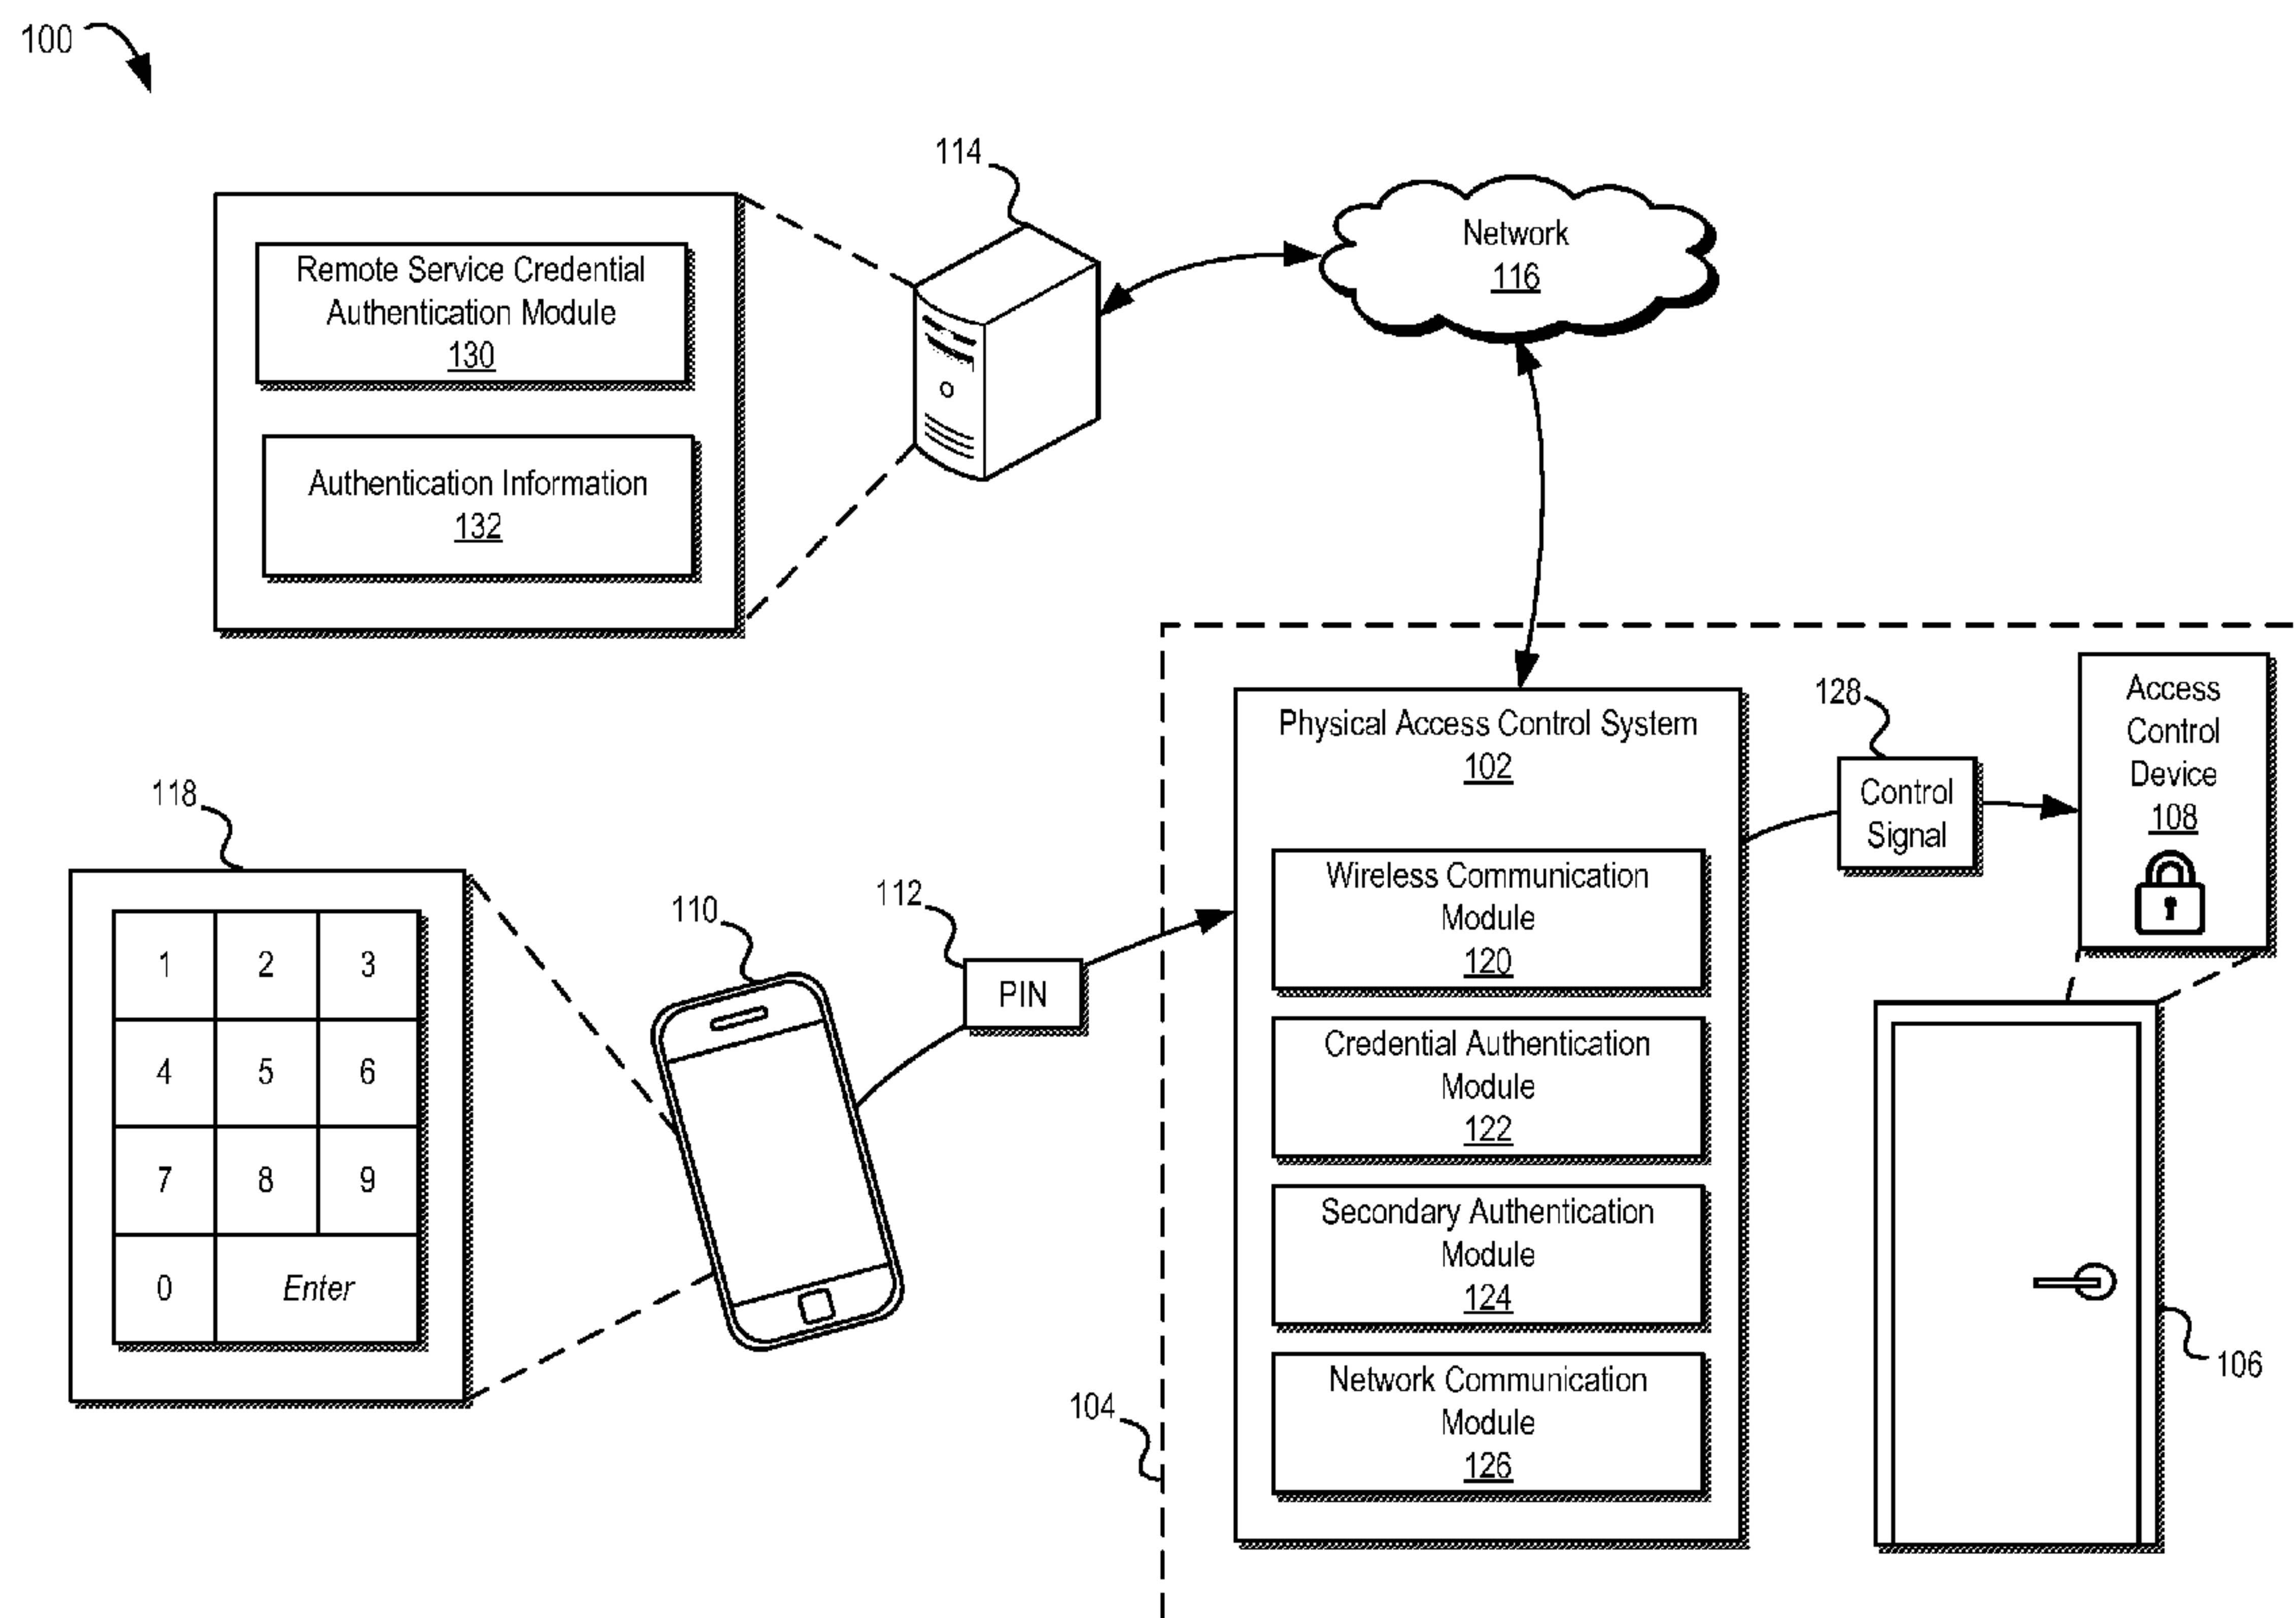 100
114
Network
116
Remote Service Credential
Authentication Module
130
Authentication Information
132
Physical Access Control System
102
Wireless Communication
Module
120
Credential Authentication
Module
122
Secondary Authentication
Module
124
Network Communication
Module
126
128
Control
Signal
Access
Control
Device
108
118
1 2 3
4 5 6
7 8 9
0 Enter
110
112
PIN
104
106